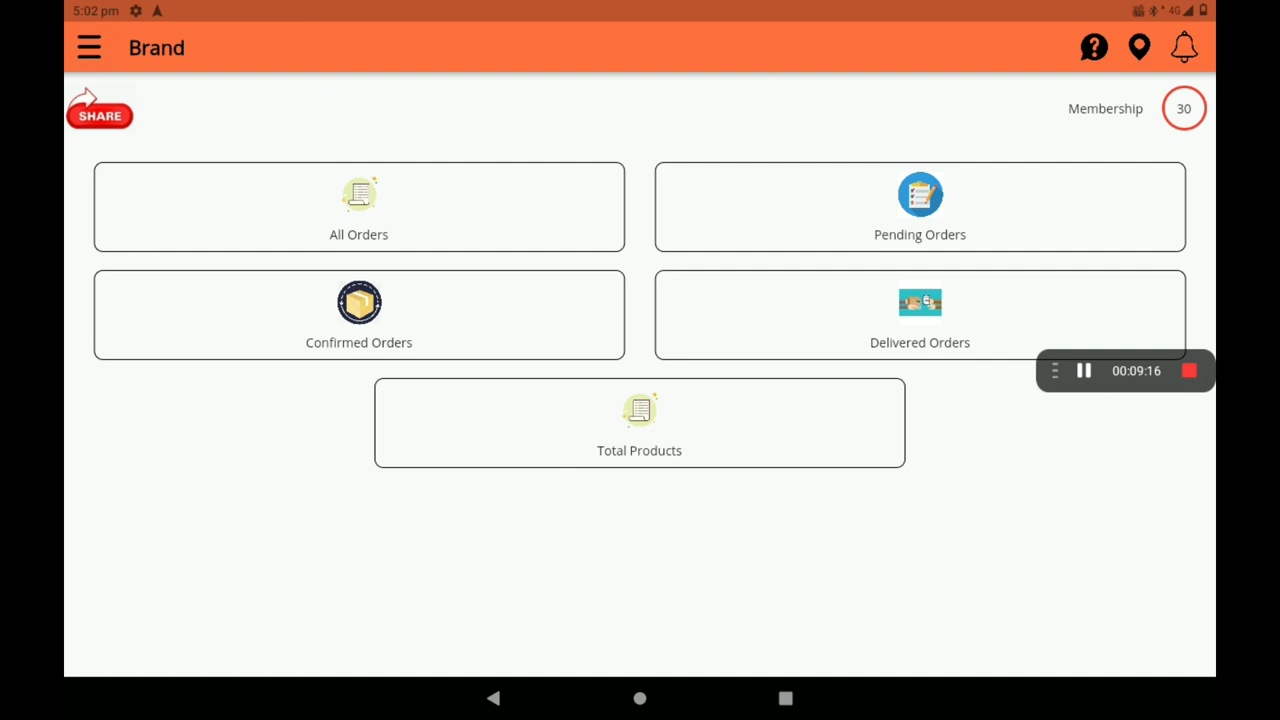 5:02 pm
4G
Brand
SHARE
Membership
30
All Orders
Pending Orders
Confirmed Orders
Delivered Orders
00:09:16
Total Products